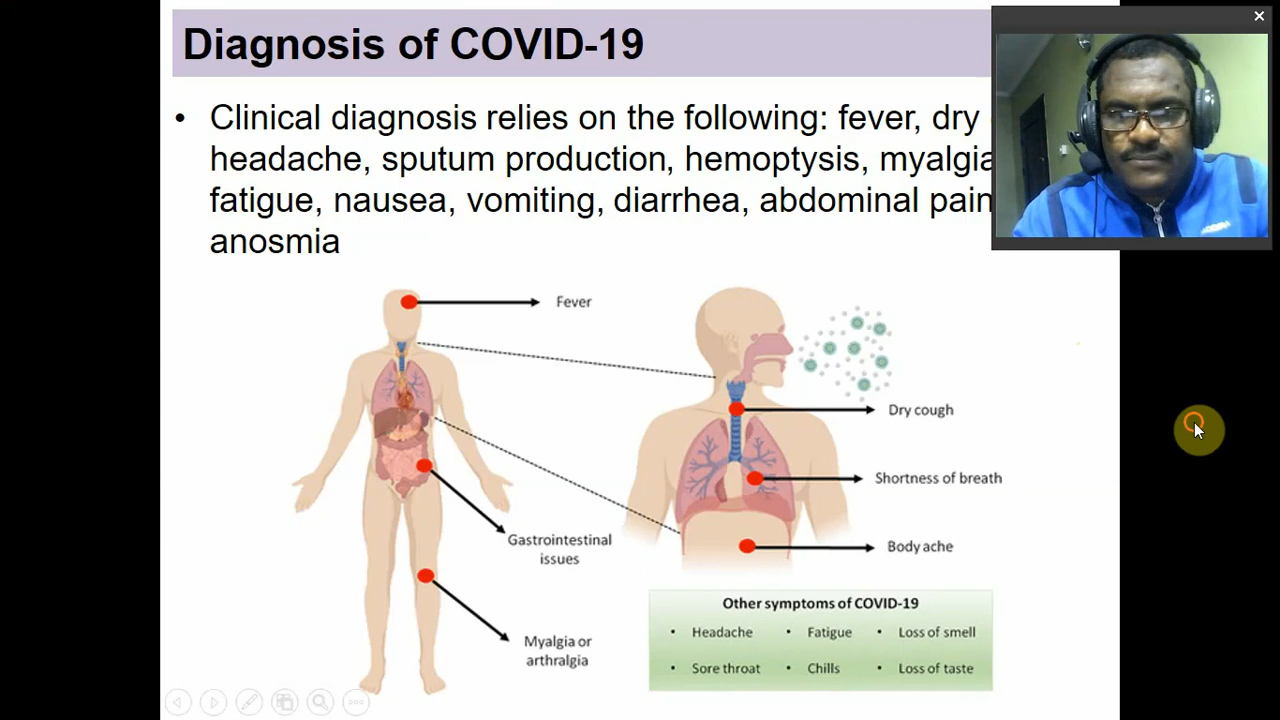 Diagnosis of COVID-19
• Clinical diagnosis relies on the following: fever, dry
headache, sputum production, hemoptysis, myalgia
fatigue, nausea, vomiting, diarrhea, abdominal pain
anosmia
Fever
Dry cough
Shortness of breath
Gastrointestinal
issues
Body ache
Myalgia or
arthralgia
Other symptoms of COVID-19
• Headache • Fatigue • Loss of smell
• Sore throat • Chills • Loss of taste